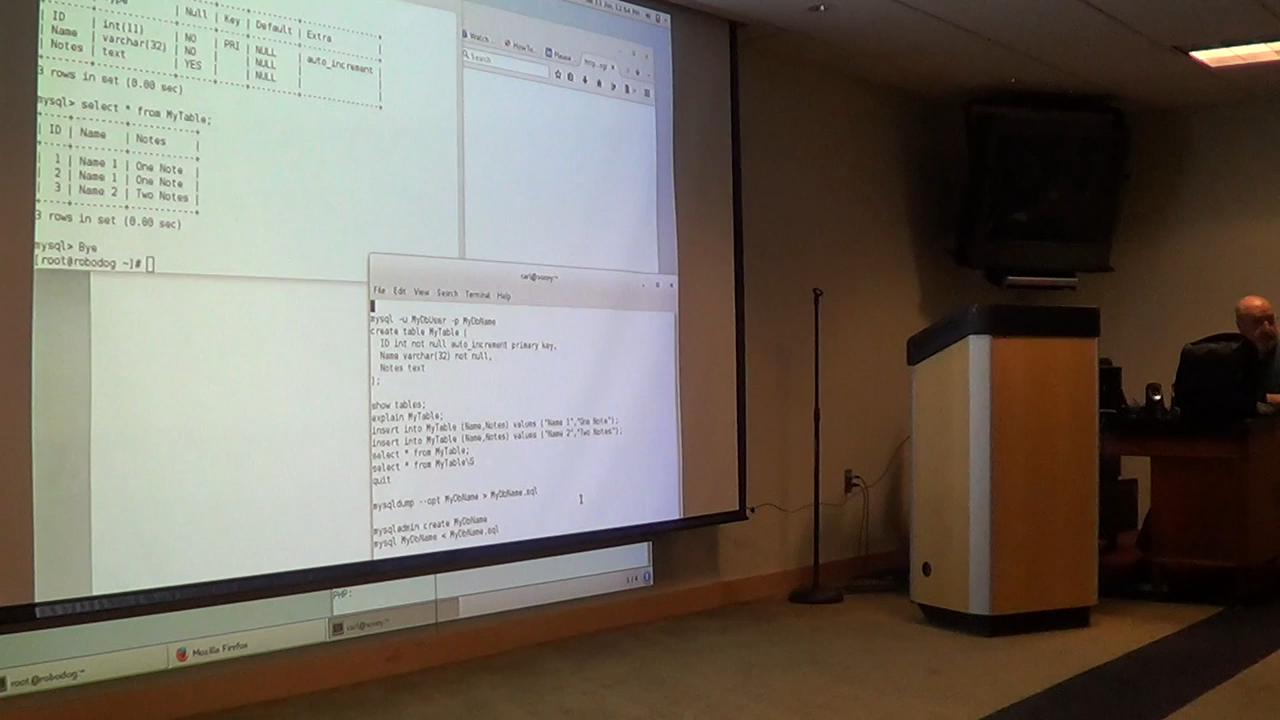 Type | Null | Key | Default | Extra
ID | int(11) | NO | PRI | NULL | auto_increment
Name | varchar(32) | NO | | NULL |
Notes | text | YES | | NULL |
3 rows in set (0.00 sec)
mysql> select * from MyTable;
| ID | Name | Notes |
| 1 | Name 1 | One Note |
| 2 | Name 1 | One Note |
| 3 | Name 2 | Two Notes |
3 rows in set (0.00 sec)
mysql> Bye
[root@robodog ~]#
Watch...
HowTo...
Search
File Edit View Search Terminal Help
mysql -u MyDbUser -p MyDbName
create table MyTable (
ID int not null auto_increment primary key,
Name varchar(32) not null,
Notes text
);
show tables;
explain MyTable;
insert into MyTable (Name,Notes) values ("Name 1","One Note");
insert into MyTable (Name,Notes) values ("Name 2","Two Notes");
select * from MyTable;
select * from MyTable\G
quit
mysqldump --opt MyDbName > MyDbName.sql
mysqladmin create MyDbName
mysql MyDbName < MyDbName.sql
1/4
PHP:
Mozilla Firefox
root@robodog:~